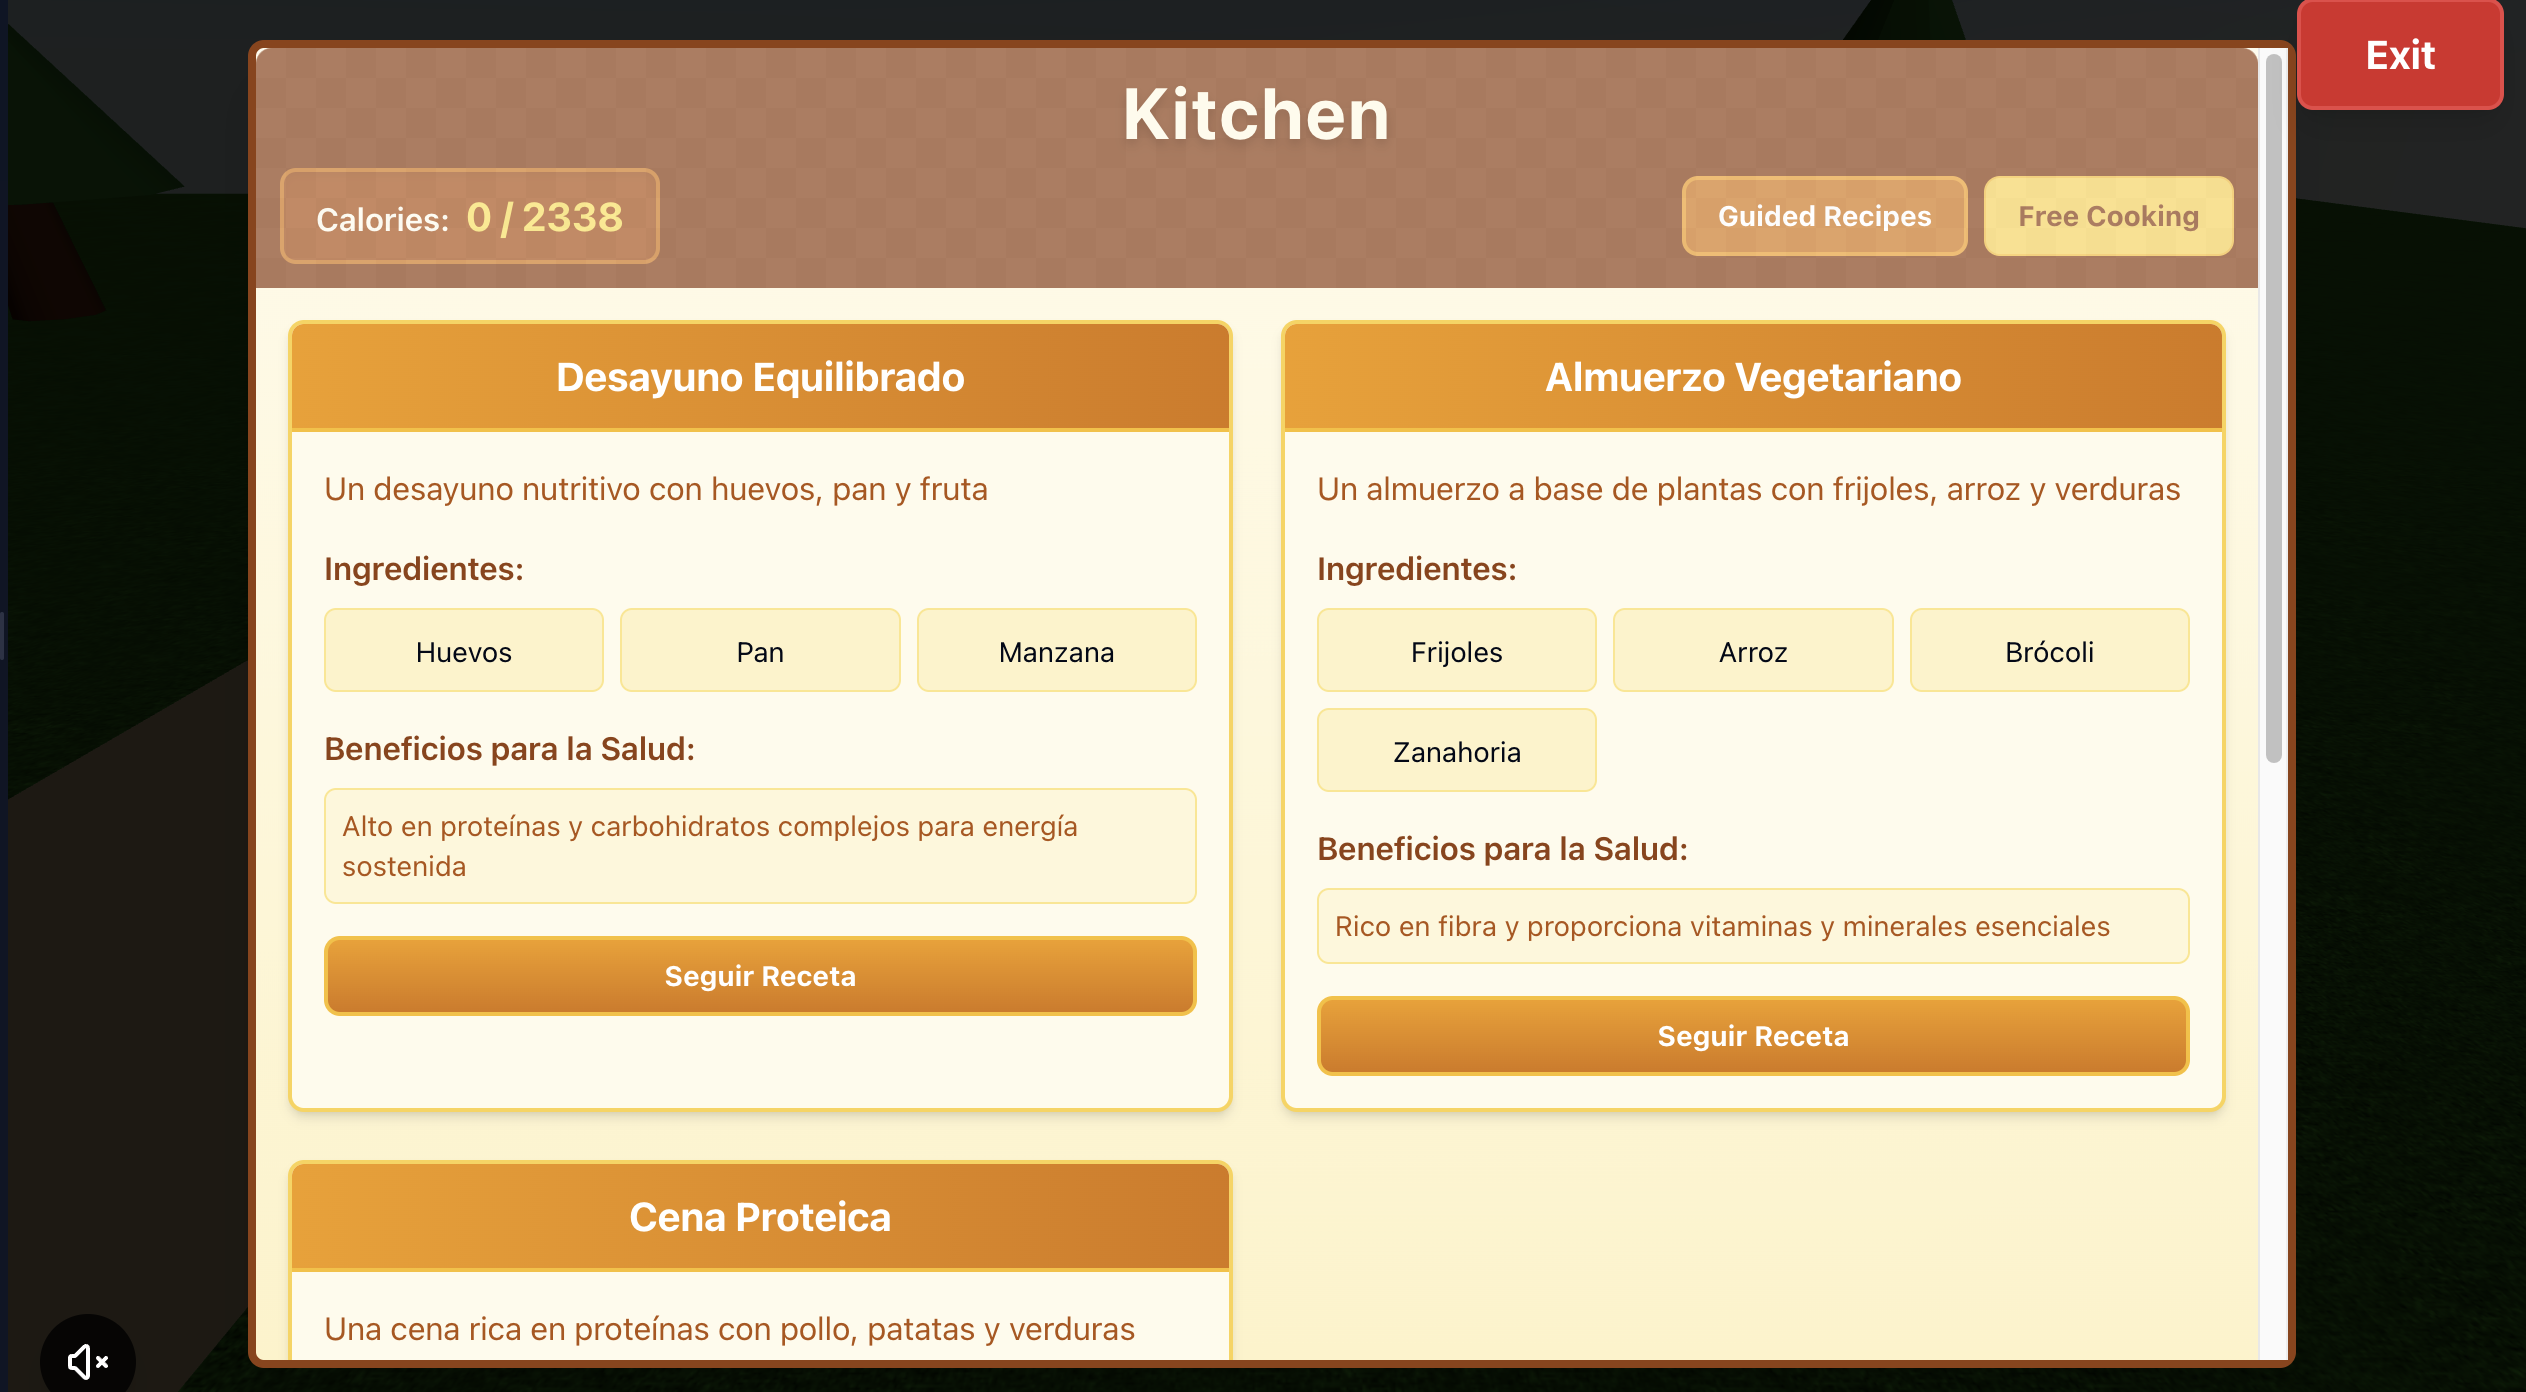 Exit
Kitchen
Calories: 0 / 2338
Guided Recipes
Free Cooking
Desayuno Equilibrado
Un desayuno nutritivo con huevos, pan y fruta
Ingredientes:
Huevos
Pan
Manzana
Beneficios para la Salud:
Alto en proteínas y carbohidratos complejos para energía
sostenida
Seguir Receta
Almuerzo Vegetariano
Un almuerzo a base de plantas con frijoles, arroz y verduras
Ingredientes:
Frijoles
Arroz
Brócoli
Zanahoria
Beneficios para la Salud:
Rico en fibra y proporciona vitaminas y minerales esenciales
Seguir Receta
Cena Proteica
Una cena rica en proteínas con pollo, patatas y verduras